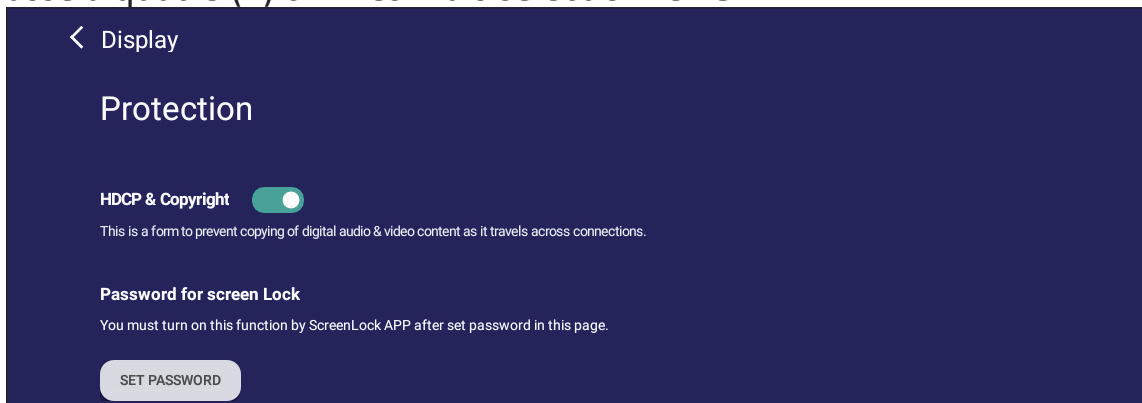 Display
Protection
HDCP & Copyright
This is a form to prevent copying of digital audio & video content as it travels across connections.
Password for screen Lock
You must turn on this function by ScreenLock APP after set password in this page.
SET PASSWORD